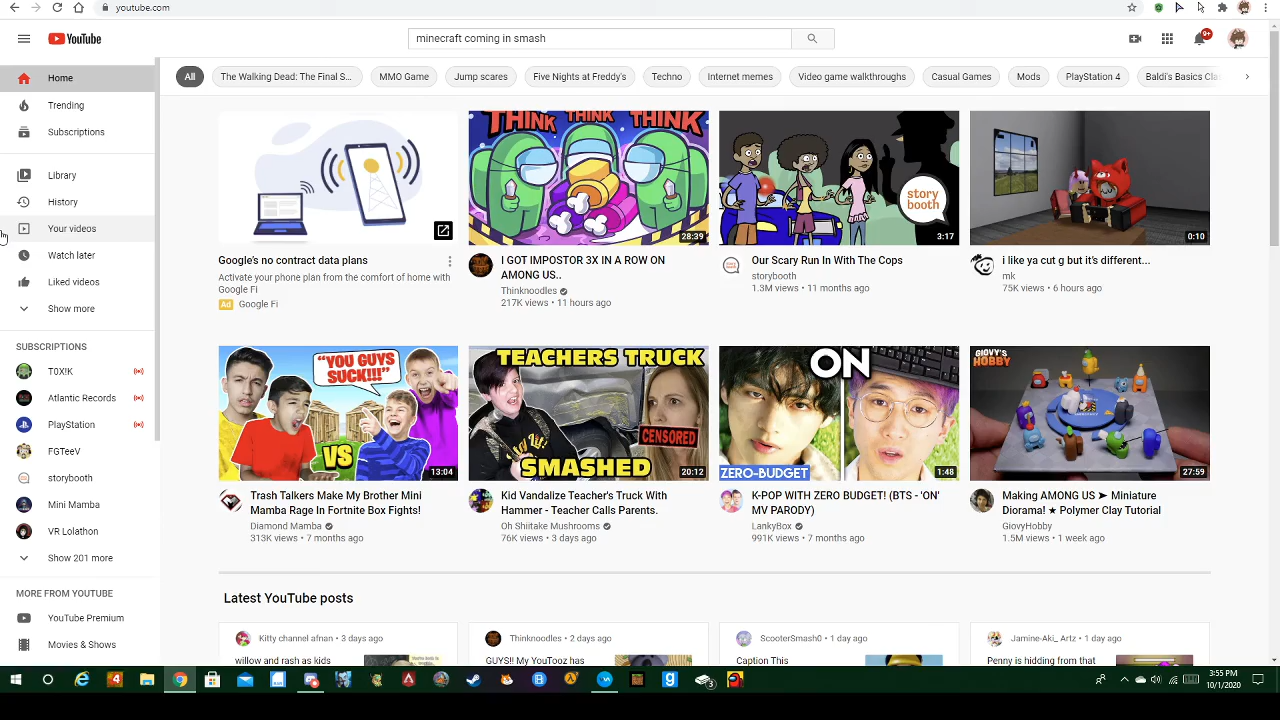 youtube.com
YouTube
minecraft coming in smash
9+
Home
Trending
Subscriptions
Library
History
Your videos
Watch later
Liked videos
Show more
SUBSCRIPTIONS
T0X!K
Atlantic Records
PlayStation
FGTeeV
storybooth
Mini Mamba
VR Lolathon
Show 201 more
MORE FROM YOUTUBE
YouTube Premium
Movies & Shows
All
The Walking Dead: The Final S...
MMO Game
Jump scares
Five Nights at Freddy's
Techno
Internet memes
Video game walkthroughs
Casual Games
Mods
PlayStation 4
Baldi's Basics
Google's no contract data plans
Activate your phone plan from the comfort of home with
Google Fi
Ad Google Fi
THINK THINK THINK
28:39
I GOT IMPOSTOR 3X IN A ROW ON
AMONG US..
Thinknoodles
217K views • 11 hours ago
story
booth
3:17
Our Scary Run In With The Cops
storybooth
1.3M views • 11 months ago
0:10
i like ya cut g but it's different...
mk
75K views • 6 hours ago
"YOU GUYS
SUCK!!!"
VS
13:04
Trash Talkers Make My Brother Mini
Mamba Rage In Fortnite Box Fights!
Diamond Mamba
313K views • 7 months ago
TEACHERS TRUCK
CENSORED
SMASHED
20:12
Kid Vandalize Teacher's Truck With
Hammer - Teacher Calls Parents.
Oh Shiitake Mushrooms
76K views • 3 days ago
ON
ZERO-BUDGET
1:48
K-POP WITH ZERO BUDGET! (BTS - 'ON'
MV PARODY)
LankyBox
991K views • 7 months ago
GIOVY'S
HOBBY
27:59
Making AMONG US ➤ Miniature
Diorama! ★ Polymer Clay Tutorial
GiovyHobby
1.5M views • 1 week ago
Latest YouTube posts
Kitty channel afnan • 3 days ago
willow and rash as kids
Thinknoodles • 2 days ago
GUYS!! My YouTooz has
ScooterSmash0 • 1 day ago
Caption This
Jamine-Aki_ Artz • 1 day ago
Penny is hidding from that
3:55 PM
10/1/2020